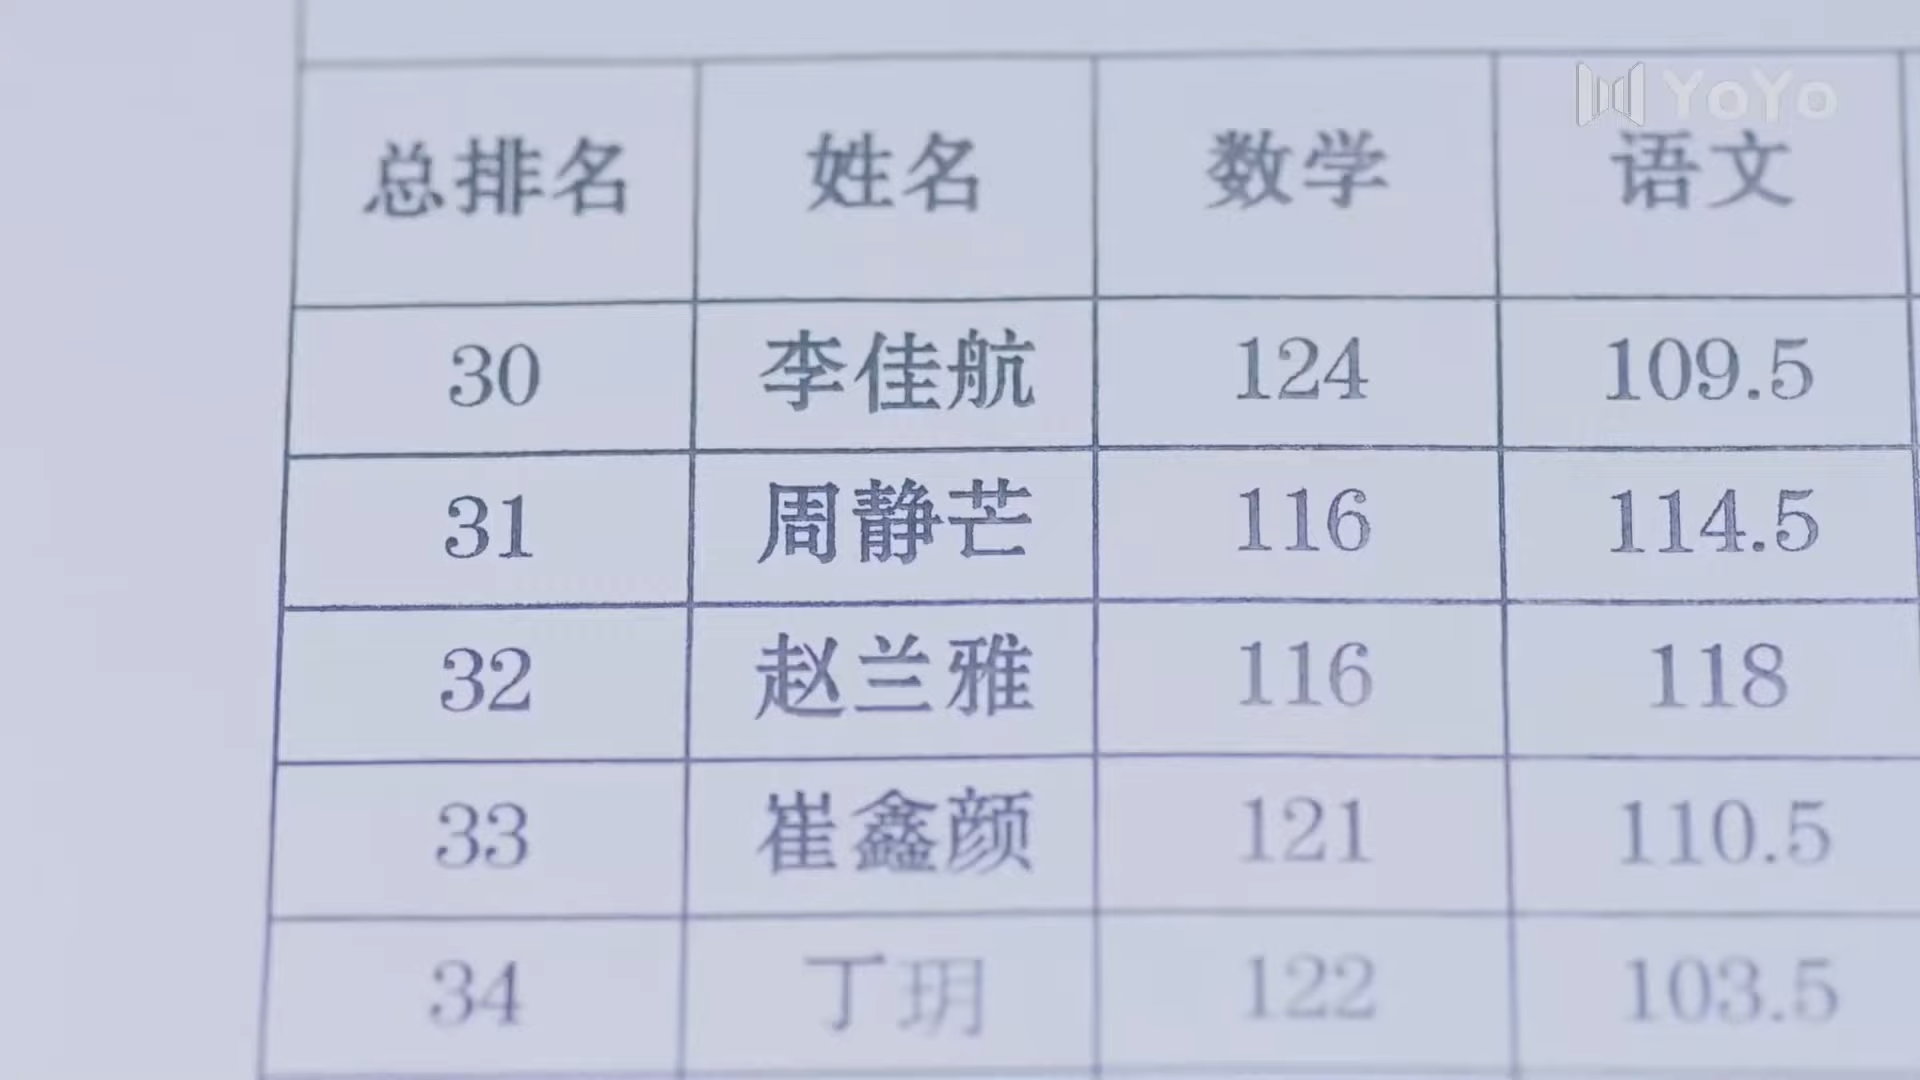 YoYo
总排名 姓名 数学 语文
30 李佳航 124 109.5
31 周静芒 116 114.5
32 赵兰雅 116 118
33 崔鑫颜 121 110.5
34 丁玥 122 103.5